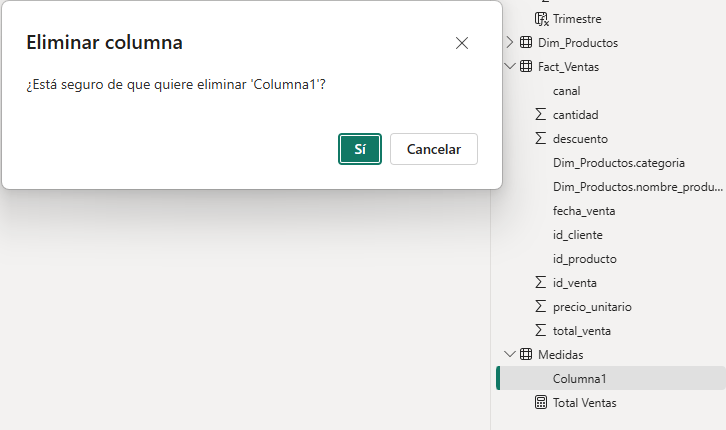 Eliminar columna
¿Está seguro de que quiere eliminar 'Columna1'?
Sí
Cancelar
Trimestre
Dim_Productos
Fact_Ventas
canal
cantidad
descuento
Dim_Productos.categoria
Dim_Productos.nombre_produ...
fecha_venta
id_cliente
id_producto
id_venta
precio_unitario
total_venta
Medidas
Columna1
Total Ventas